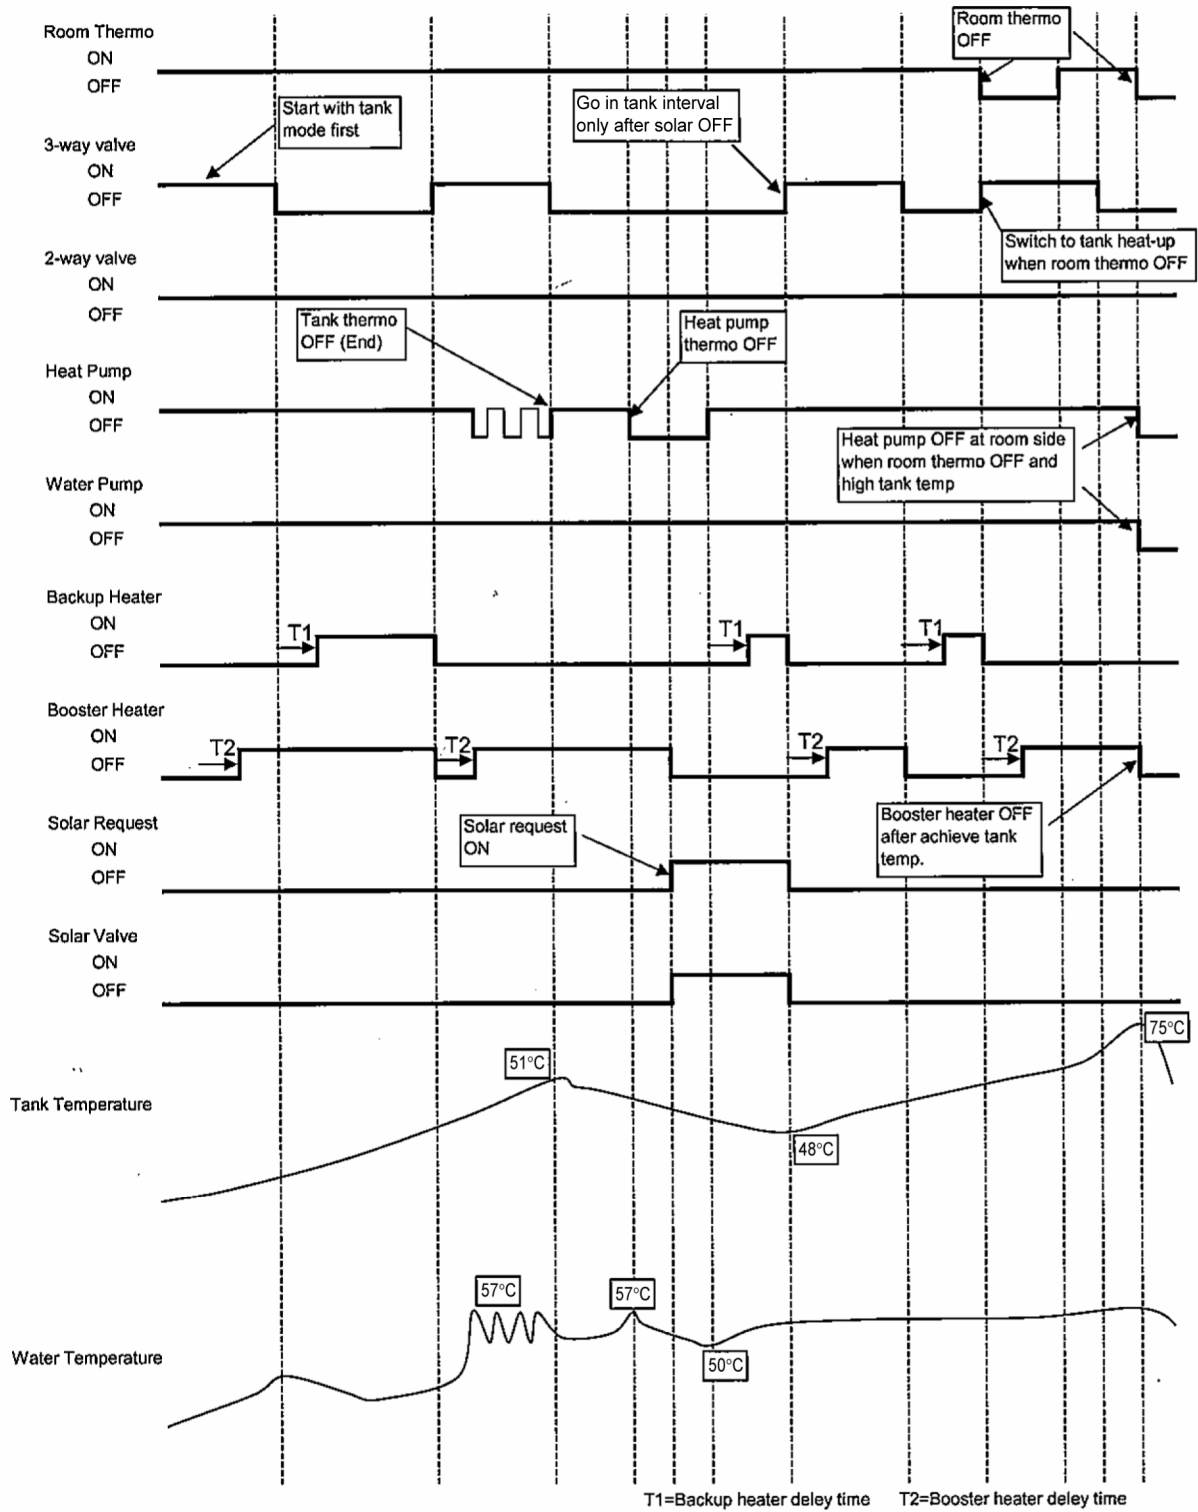 Room Thermo
ON
OFF
Room thermo
OFF
Start with tank
mode first
Go in tank interval
only after solar OFF
3-way valve
ON
OFF
Switch to tank heat-up
when room thermo OFF
2-way valve
ON
OFF
Tank thermo
OFF (End)
Heat pump
thermo OFF
Heat Pump
ON
OFF
Heat pump OFF at room side
when room thermo OFF and
high tank temp
Water Pump
ON
OFF
Backup Heater
ON
OFF
T1
T1
T1
Booster Heater
ON
OFF
T2
T2
T2
T2
Booster heater OFF
after achieve tank
temp.
Solar Request
ON
OFF
Solar request
ON
Solar Valve
ON
OFF
75°C
51°C
Tank Temperature
48°C
57°C
57°C
Water Temperature
50°C
T1=Backup heater deley time
T2=Booster heater deley time